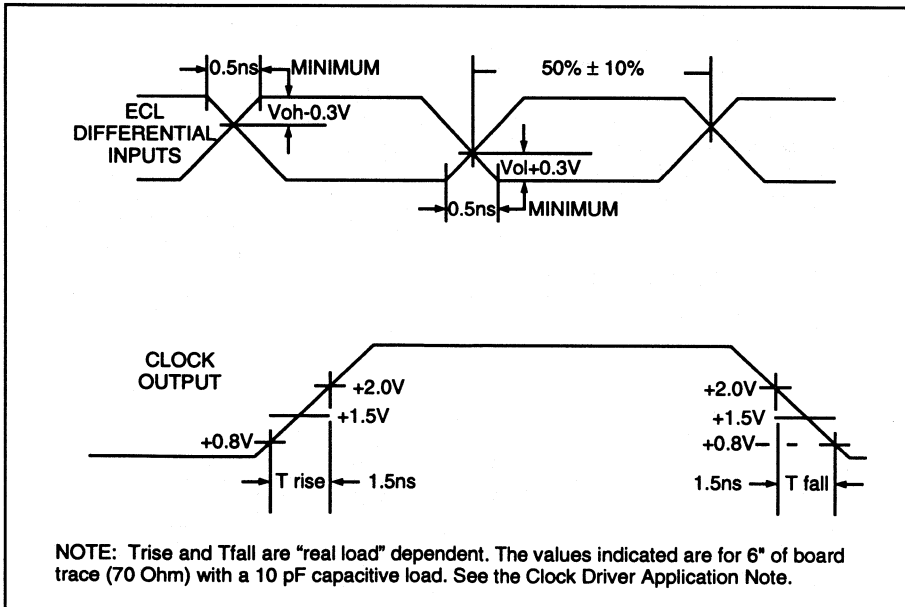 0.5ns MINIMUM
50% ± 10%
Voh-0.3V
ECL
DIFFERENTIAL
INPUTS
Vol+0.3V
0.5ns MINIMUM
CLOCK
OUTPUT
+2.0V
+1.5V
+0.8V
T rise 1.5ns
+2.0V
+1.5V
+0.8V
1.5ns T fall
NOTE: Trise and Tfall are “real load” dependent. The values indicated are for 6" of board
trace (70 Ohm) with a 10 pF capacitive load. See the Clock Driver Application Note.